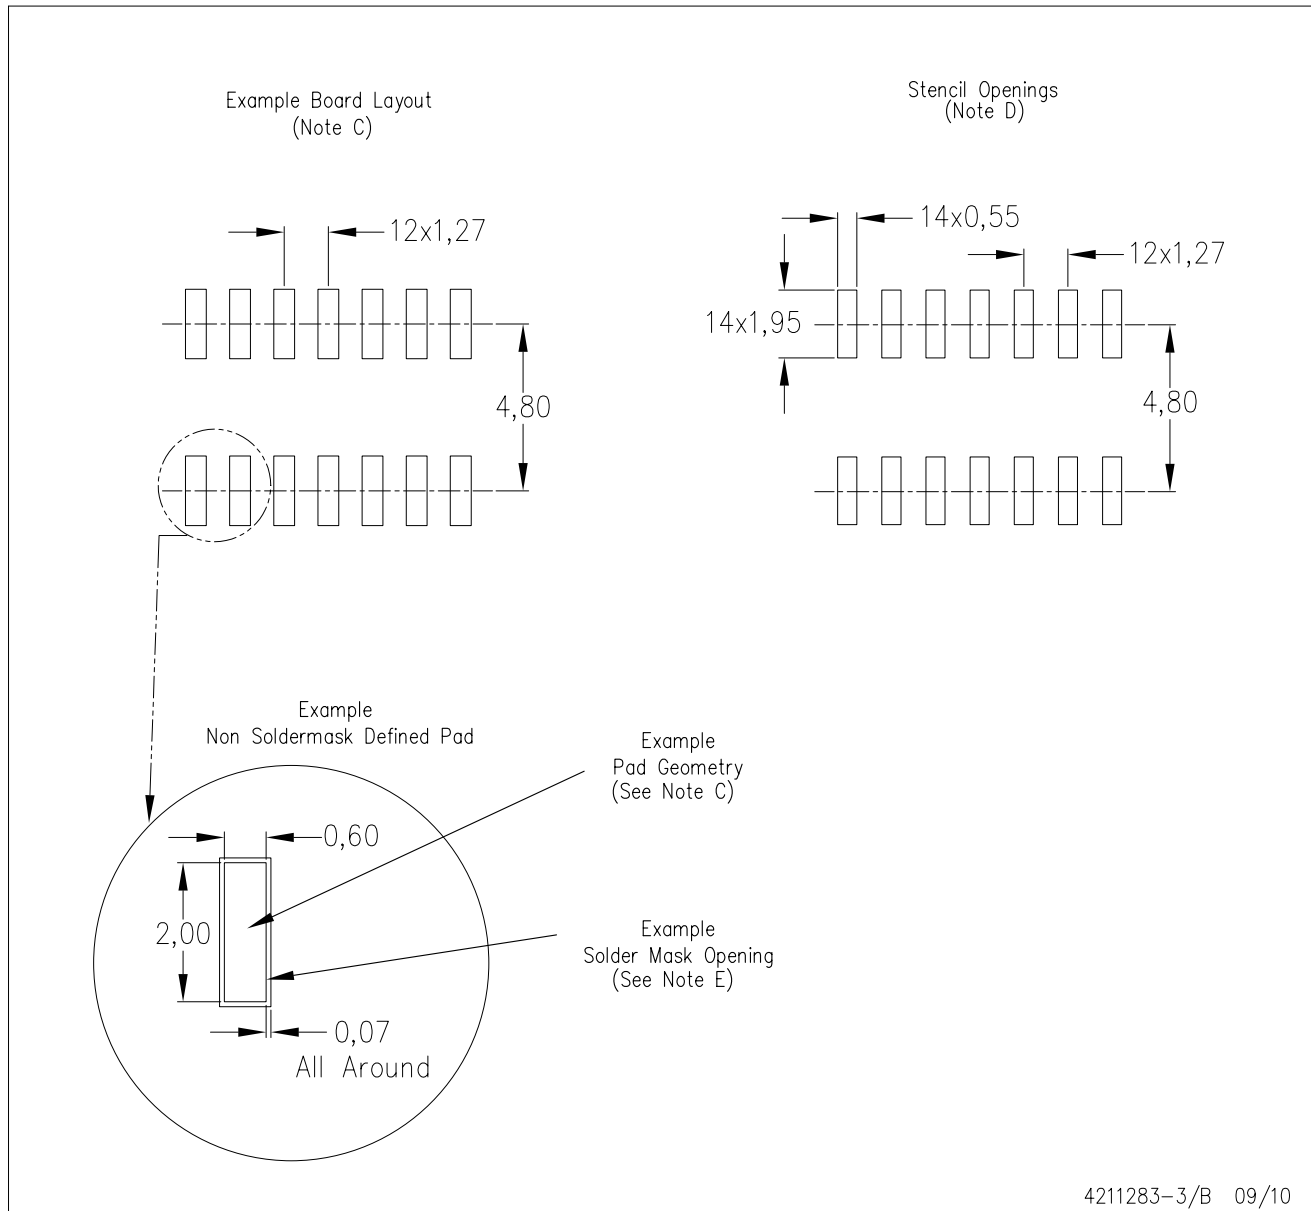 Example Board Layout
(Note C)
Stencil Openings
(Note D)
12x1,27
14x0,55
12x1,27
14x1,95
4,80
4,80
Example
Non Soldermask Defined Pad
Example
Pad Geometry
(See Note C)
0,60
2,00
Example
Solder Mask Opening
(See Note E)
0,07
All Around
4211283-3/B 09/10